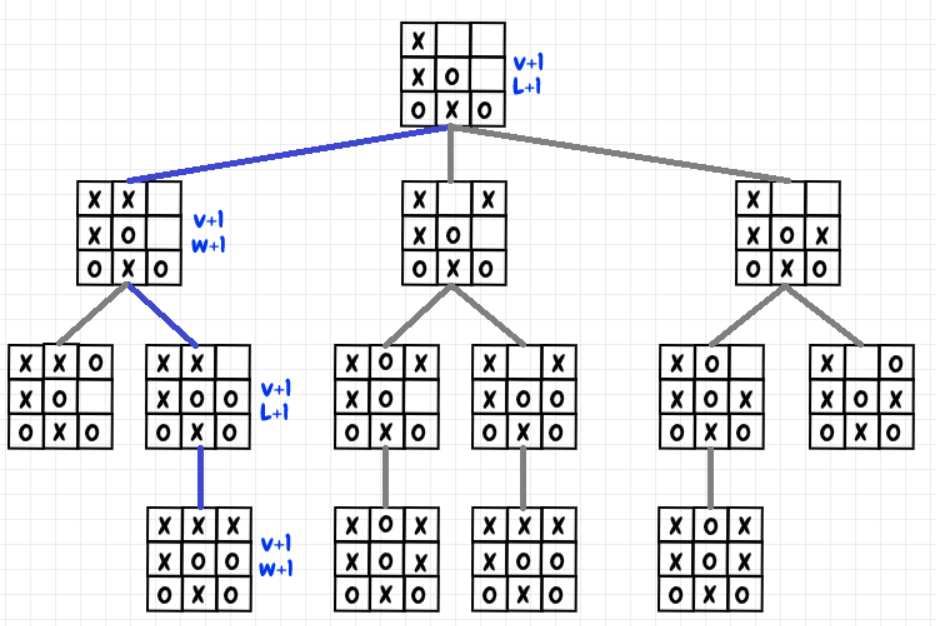 X
X O
O X O
v+1
L+1
X X
X O
O X O
v+1
w+1
X X
X O
O X O
X
X O X
O X O
X X O
X O
O X O
X X
X O O
O X O
v+1
L+1
X O X
X O
O X O
X X
X O O
O X O
X O
X O X
O X O
X O
X O X
O X O
X X X
X O O
O X O
v+1
w+1
X O X
X O X
O X O
X X X
X O O
O X O
X O X
X O X
O X O